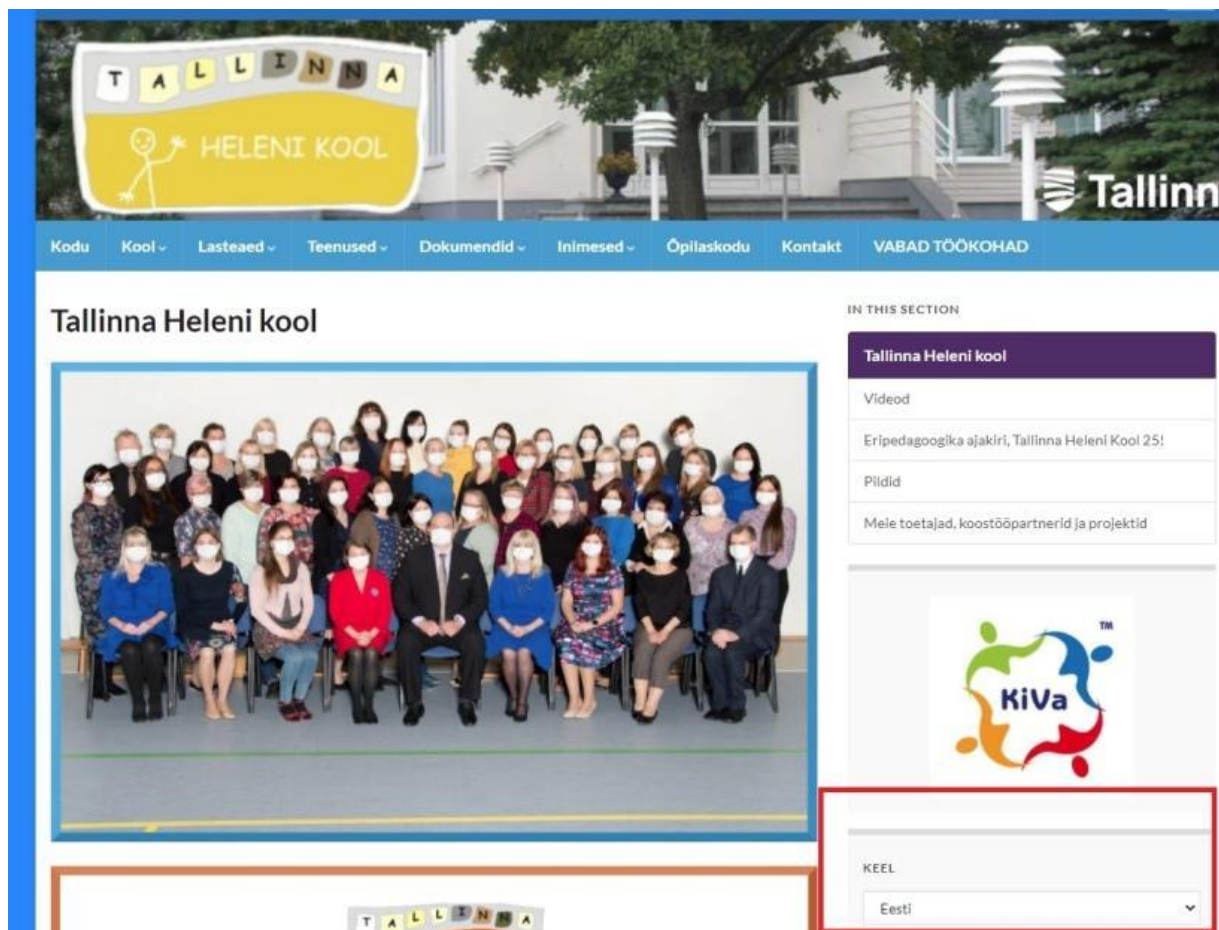 TALLINNA
HELENI KOOL
Tallinn
Kodu Kool Lasteaed Teenused Dokumendid Inimesed Õpilaskodu Kontakt VABAD TÖÖKOHAD
Tallinna Heleni kool
IN THIS SECTION
Tallinna Heleni kool
Videod
Eripedagoogika ajakiri, Tallinna Heleni Kool 25!
Pildid
Meie toetajad, koostööpartnerid ja projektid
TM
KiVa
KEEL
Eesti
TALLINNA